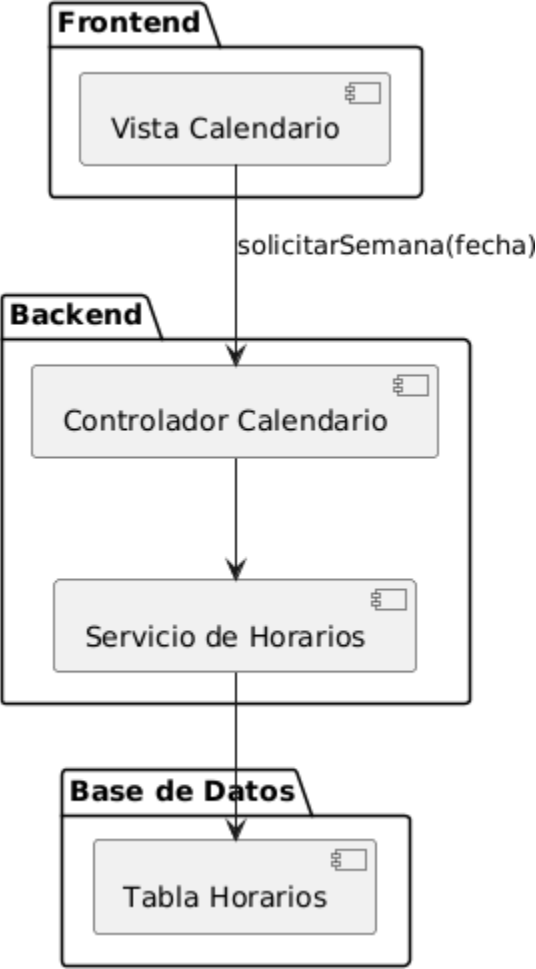 Frontend
Vista Calendario
solicitarSemana(fecha)
Backend
Controlador Calendario
Servicio de Horarios
Base de Datos
Tabla Horarios